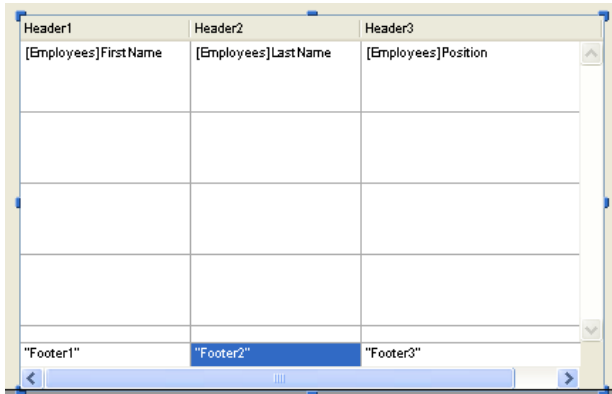 Header1 Header2 Header3
[Employees]FirstName [Employees]LastName [Employees]Position
"Footer1" "Footer2" "Footer3"